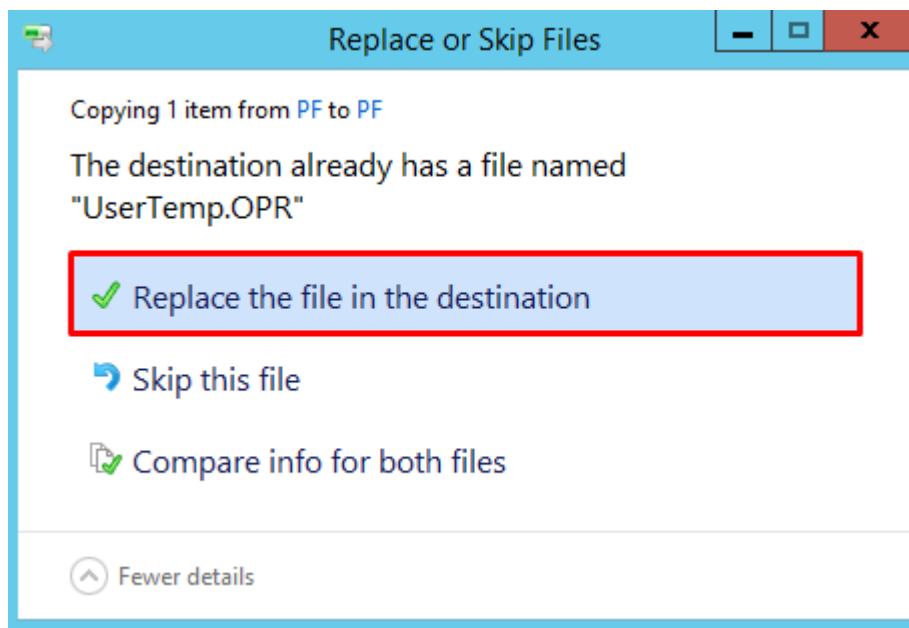 Replace or Skip Files
Copying 1 item from PF to PF
The destination already has a file named
"UserTemp.OPR"
Replace the file in the destination
Skip this file
Compare info for both files
Fewer details